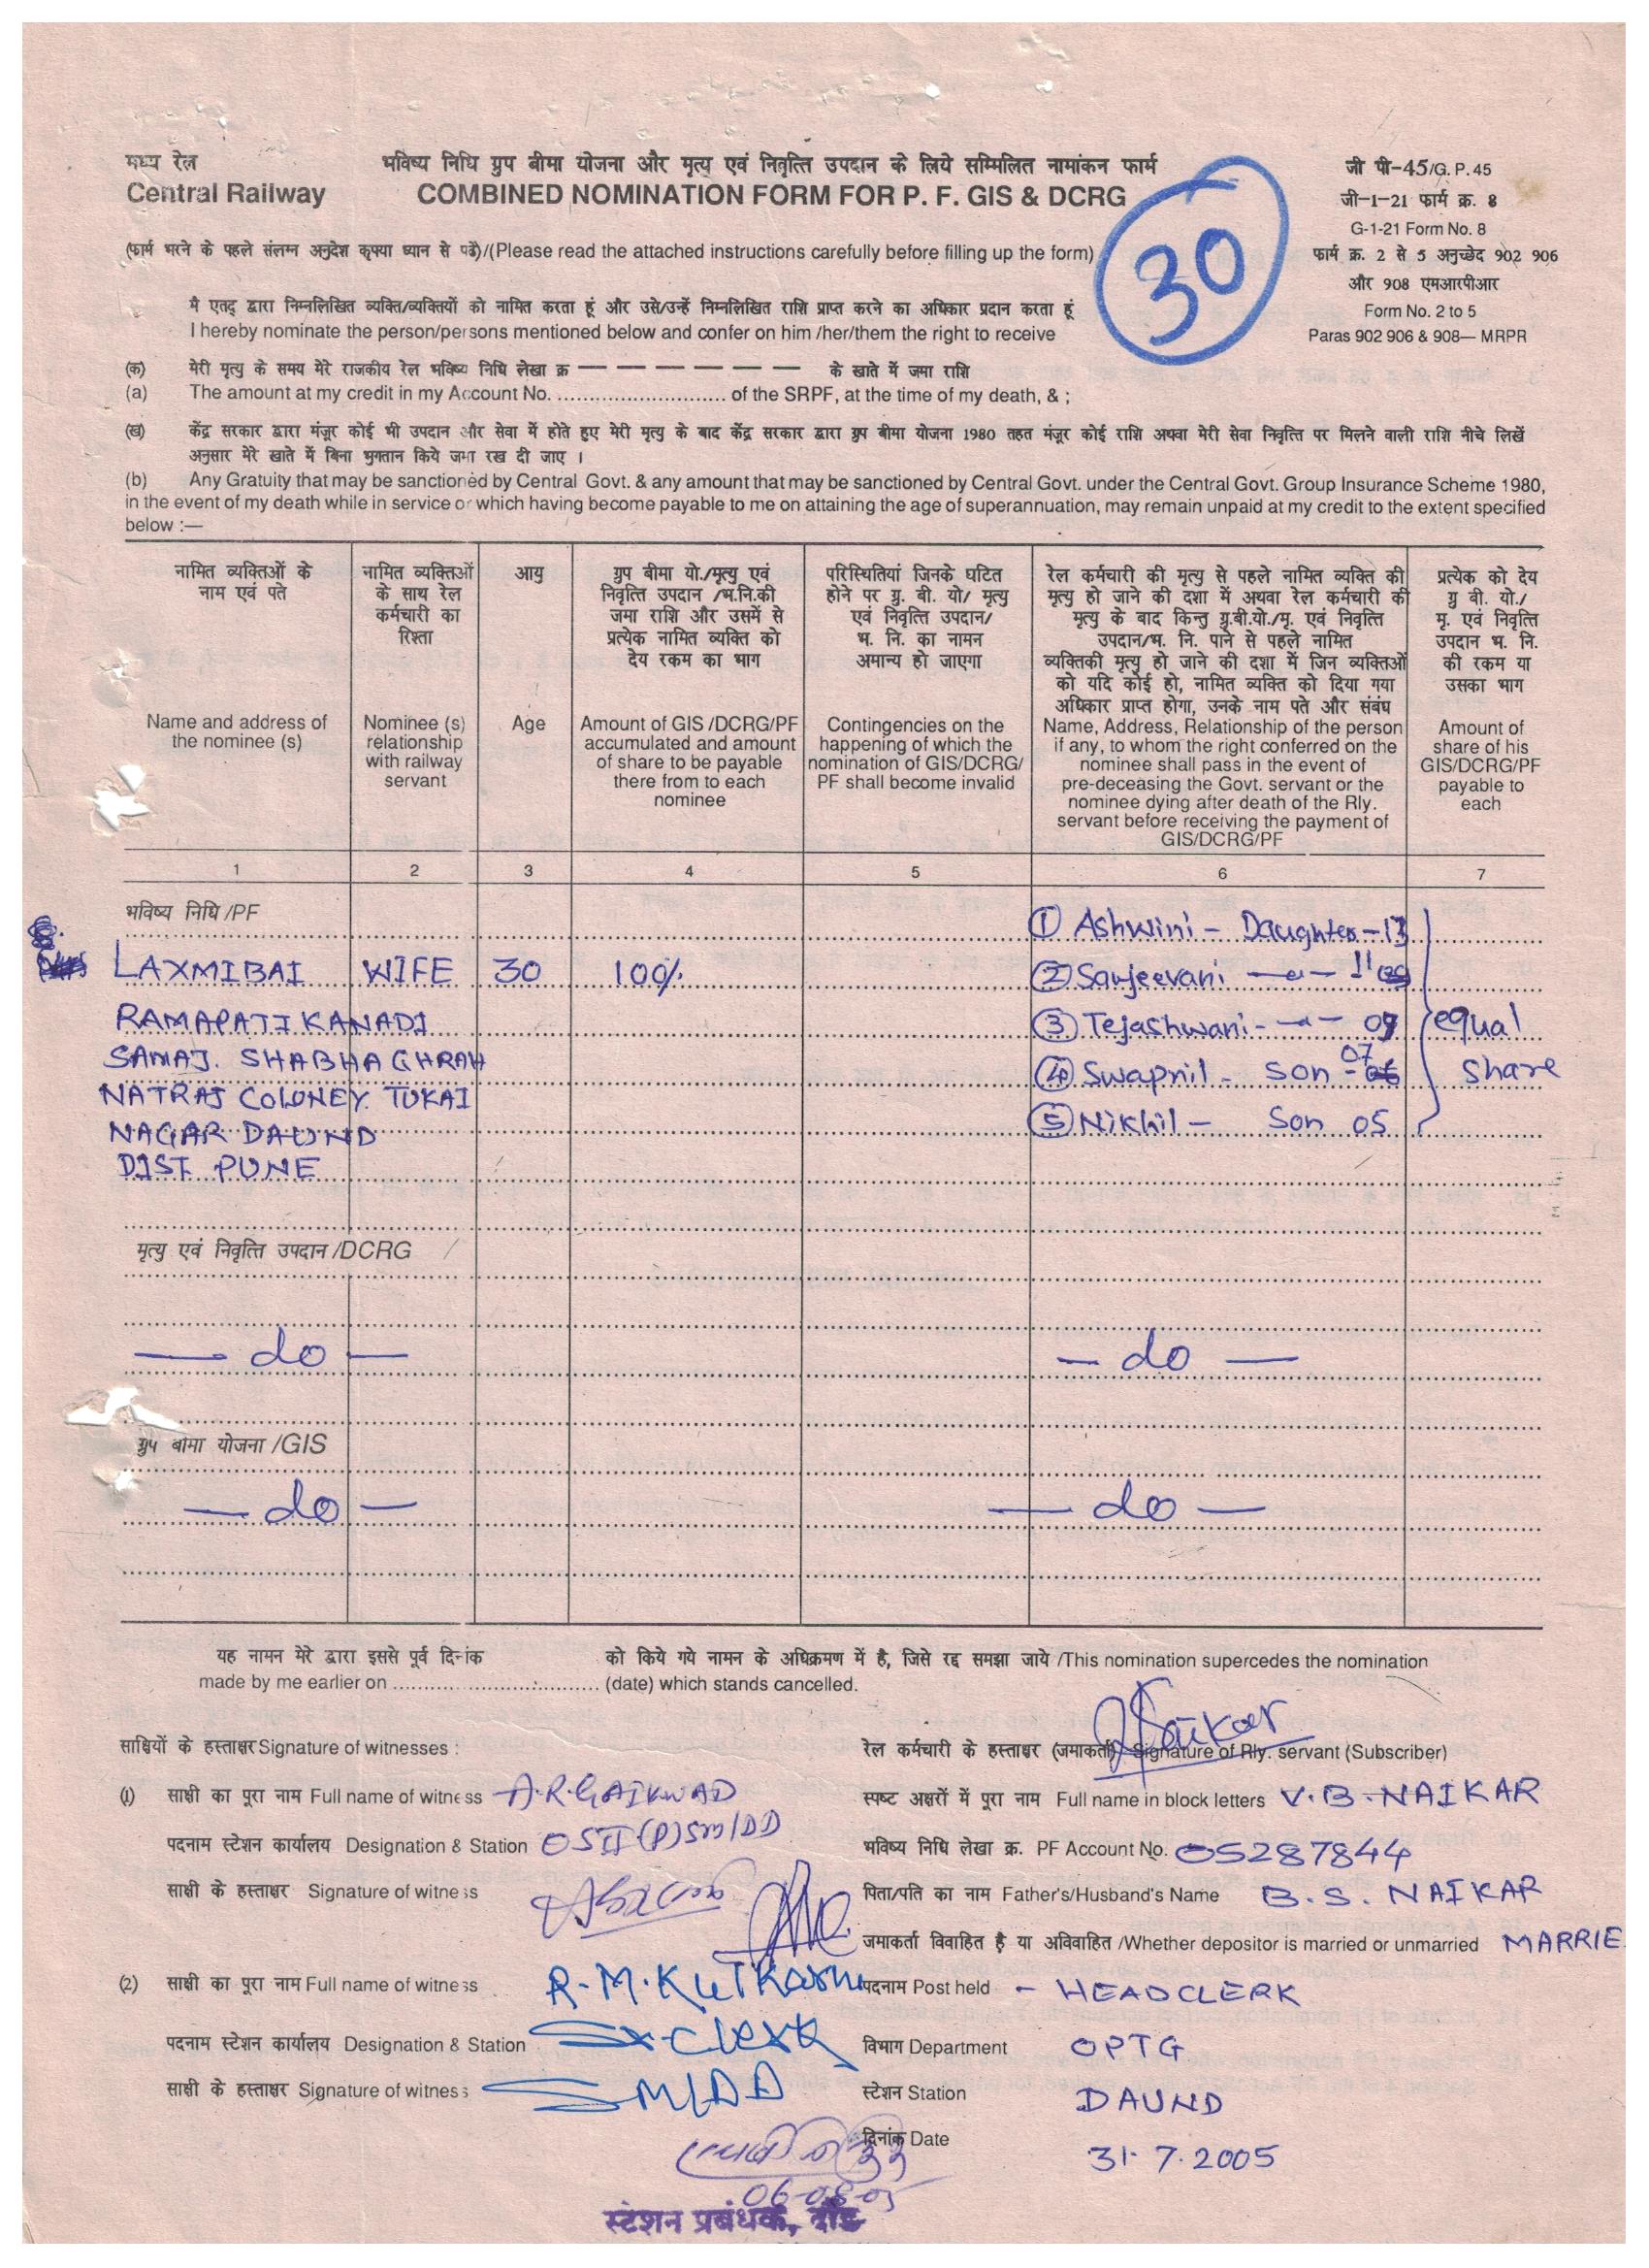 मध्य रेल
Central Railway
भविष्य निधि ग्रुप बीमा योजना और मृत्यु एवं निवृत्ति उपदान के लिये सम्मिलित नामांकन फार्म
COMBINED NOMINATION FORM FOR P. F. GIS & DCRG
जी पी-45/G. P. 45
जी-1-21 फार्म क्र. 8
G-1-21 Form No. 8
फार्म क्र. 2 से 5 अनुच्छेद 902 906
और 908 एमआरपीआर
Form No. 2 to 5
Paras 902 906 & 908— MRPR
30
(फार्म भरने के पहले संलग्न अनुदेश कृपया ध्यान से पढें)/(Please read the attached instructions carefully before filling up the form)
मै एतद् द्वारा निम्नलिखित व्यक्ति/व्यक्तियों को नामित करता हूं और उसे/उन्हें निम्नलिखित राशि प्राप्त करने का अधिकार प्रदान करता हूं
I hereby nominate the person/persons mentioned below and confer on him /her/them the right to receive
(क) मेरी मृत्यु के समय मेरे राजकीय रेल भविष्य निधि लेखा क्र — — — — — — — के खाते में जमा राशि
(a) The amount at my credit in my Account No. ............................ of the SRPF, at the time of my death, & ;
(ख) केंद्र सरकार द्वारा मंजूर कोई भी उपदान और सेवा में होते हुए मेरी मृत्यु के बाद केंद्र सरकार द्वारा ग्रुप बीमा योजना 1980 तहत मंजूर कोई राशि अथवा मेरी सेवा निवृत्ति पर मिलने वाली राशि नीचे लिखें
अनुसार मेरे खाते में बिना भुगतान किये जमा रख दी जाए ।
(b) Any Gratuity that may be sanctioned by Central Govt. & any amount that may be sanctioned by Central Govt. under the Central Govt. Group Insurance Scheme 1980,
in the event of my death while in service or which having become payable to me on attaining the age of superannuation, may remain unpaid at my credit to the extent specified
below :—
नामित व्यक्तिओं के
नाम एवं पते
Name and address of
the nominee (s)
नामित व्यक्तिओं
के साथ रेल
कर्मचारी का
रिश्ता
Nominee (s)
relationship
with railway
servant
आयु
Age
ग्रुप बीमा यो./मृत्यु एवं
निवृत्ति उपदान /भ.नि.की
जमा राशि और उसमें से
प्रत्येक नामित व्यक्ति को
देय रकम का भाग
Amount of GIS /DCRG/PF
accumulated and amount
of share to be payable
there from to each
nominee
परिस्थितियां जिनके घटित
होने पर ग्रु. बी. यो/ मृत्यु
एवं निवृत्ति उपदान/
भ. नि. का नामन
अमान्य हो जाएगा
Contingencies on the
happening of which the
nomination of GIS/DCRG/
PF shall become invalid
रेल कर्मचारी की मृत्यु से पहले नामित व्यक्ति की
मृत्यु हो जाने की दशा में अथवा रेल कर्मचारी की
मृत्यु के बाद किन्तु ग्रु.बी.यो./मृ. एवं निवृत्ति
उपदान/भ. नि. पाने से पहले नामित
व्यक्तिकी मृत्यु हो जाने की दशा में जिन व्यक्तिओं
को यदि कोई हो, नामित व्यक्ति को दिया गया
अधिकार प्राप्त होगा, उनके नाम पते और संबंध
Name, Address, Relationship of the person
if any, to whom the right conferred on the
nominee shall pass in the event of
pre-deceasing the Govt. servant or the
nominee dying after death of the Rly.
servant before receiving the payment of
GIS/DCRG/PF
प्रत्येक को देय
ग्रु बी. यो./
मृ. एवं निवृत्ति
उपदान भ. नि.
की रकम या
उसका भाग
Amount of
share of his
GIS/DCRG/PF
payable to
each
1 2 3 4 5 6 7
भविष्य निधि /PF
① Ashwini - Daughter - 13
LAXMIBAI WIFE 30 100% ② Sanjeevani —"— 11
RAMAPATI KANADI ③ Tejashwani - —"— 09 equal
SAMAJ. SHABHAGHRAH ④ Swapnil - son - 07 share
NATRAJ COLONEY. TUKAI
NAGAR DAUND ⑤ Nikhil - son 05
DIST. PUNE
मृत्यु एवं निवृत्ति उपदान /DCRG
— do — — do —
ग्रुप बीमा योजना /GIS
— do — — do —
यह नामन मेरे द्वारा इससे पूर्व दिनांक को किये गये नामन के अधिक्रमण में है, जिसे रद्द समझा जाये /This nomination supercedes the nomination
made by me earlier on .................................. (date) which stands cancelled.
साक्षियों के हस्ताक्षर Signature of witnesses :
रेल कर्मचारी के हस्ताक्षर (जमाकर्ता) Signature of Rly. servant (Subscriber)
(1) साक्षी का पूरा नाम Full name of witness A.R.GAIKWAD
स्पष्ट अक्षरों में पूरा नाम Full name in block letters V.B.NAIKAR
पदनाम स्टेशन कार्यालय Designation & Station OSII(P)SM/DD
भविष्य निधि लेखा क्र. PF Account No. 05287844
साक्षी के हस्ताक्षर Signature of witness
पिता/पति का नाम Father's/Husband's Name B.S. NAIKAR
जमाकर्ता विवाहित है या अविवाहित /Whether depositor is married or unmarried MARRIE
(2) साक्षी का पूरा नाम Full name of witness R.M.Kulkarni
पदनाम Post held - HEADCLERK
पदनाम स्टेशन कार्यालय Designation & Station Sr-Clerk
विभाग Department OPTG
साक्षी के हस्ताक्षर Signature of witness SM/DD
स्टेशन Station DAUND
दिनांक Date 31.7.2005
06-08-05
स्टेशन प्रबंधक, दौंड